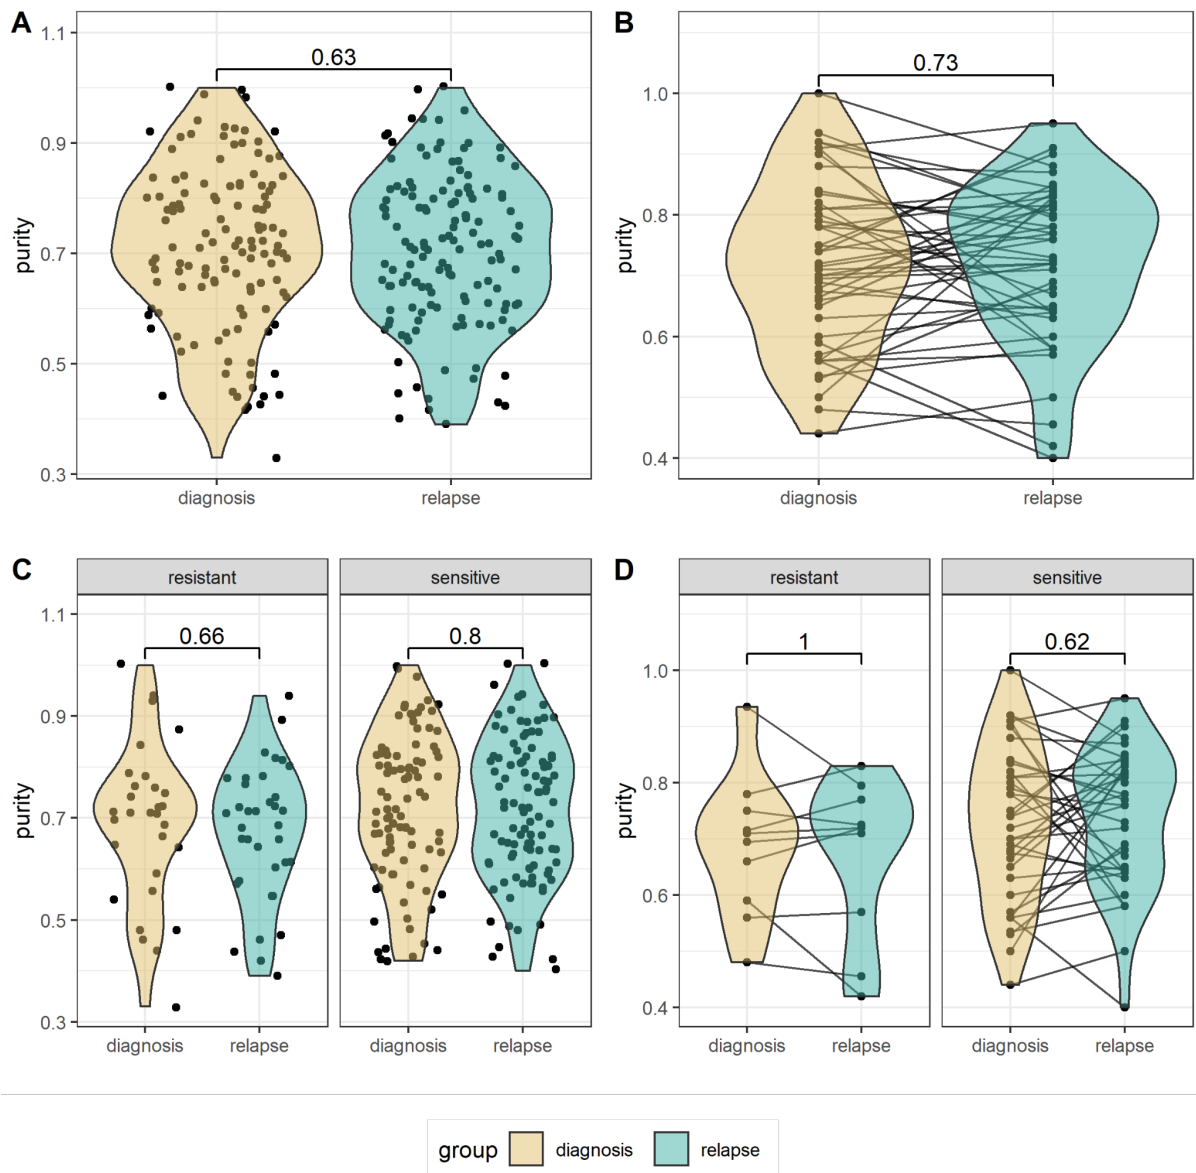 A
purity
1.1
0.9
0.7
0.5
0.3
0.63
diagnosis
relapse
B
purity
1.0
0.8
0.6
0.4
0.73
diagnosis
relapse
C
resistant
sensitive
purity
1.1
0.9
0.7
0.5
0.3
0.66
0.8
diagnosis
relapse
diagnosis
relapse
D
resistant
sensitive
purity
1.0
0.8
0.6
0.4
1
0.62
diagnosis
relapse
diagnosis
relapse
group diagnosis relapse